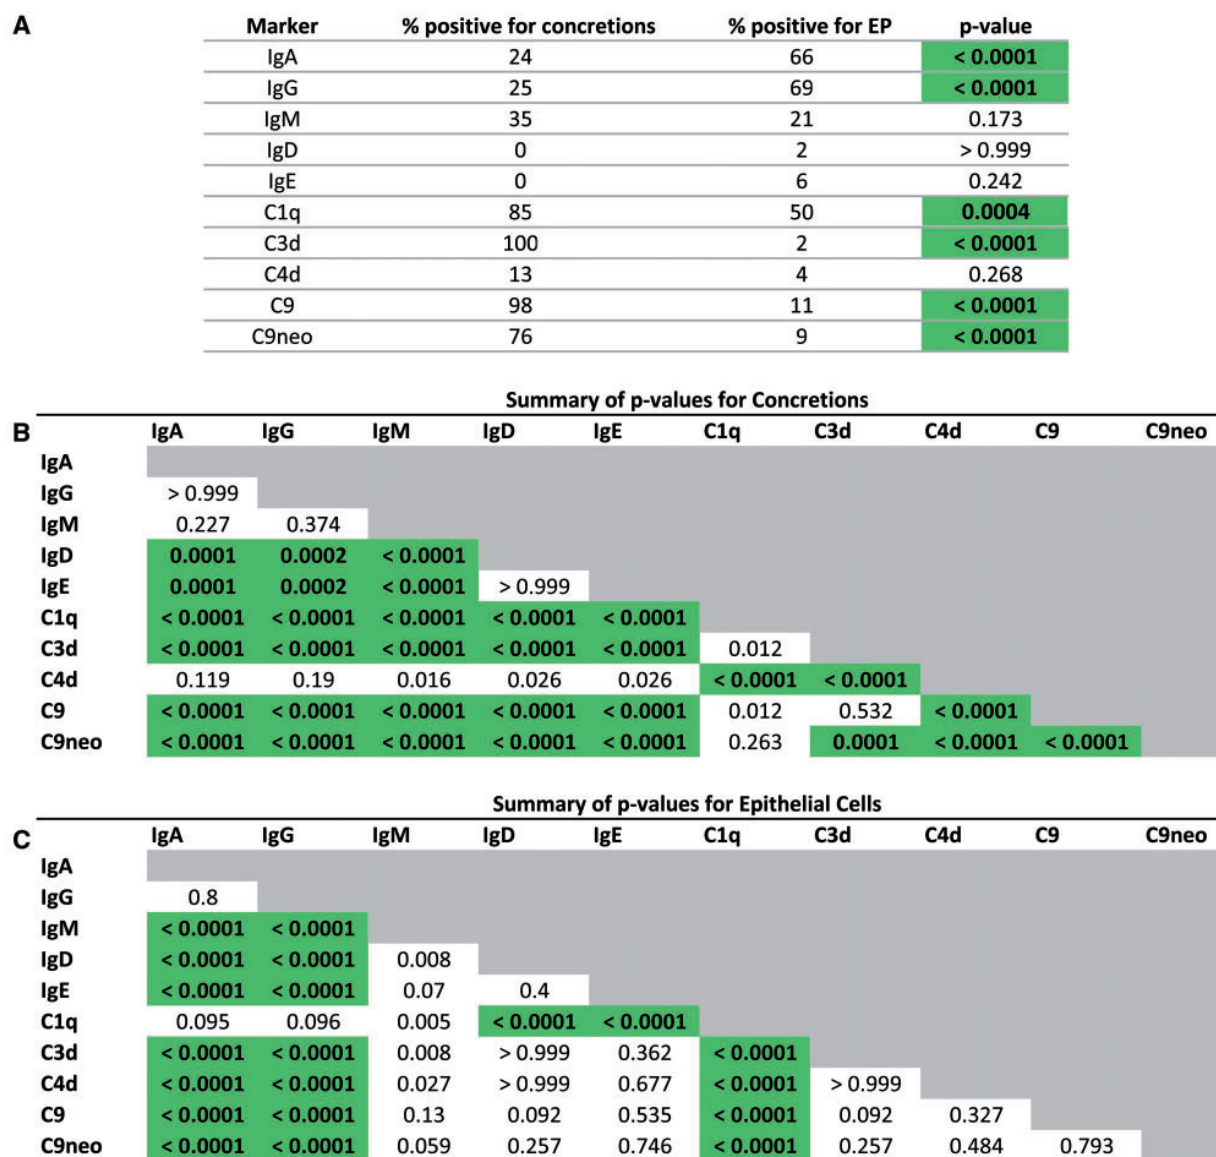 A Marker % positive for concretions % positive for EP p-value
IgA 24 66 < 0.0001
IgG 25 69 < 0.0001
IgM 35 21 0.173
IgD 0 2 > 0.999
IgE 0 6 0.242
C1q 85 50 0.0004
C3d 100 2 < 0.0001
C4d 13 4 0.268
C9 98 11 < 0.0001
C9neo 76 9 < 0.0001
Summary of p-values for Concretions
B IgA IgG IgM IgD IgE C1q C3d C4d C9 C9neo
IgA
IgG > 0.999
IgM 0.227 0.374
IgD 0.0001 0.0002 < 0.0001
IgE 0.0001 0.0002 < 0.0001 > 0.999
C1q < 0.0001 < 0.0001 < 0.0001 < 0.0001 < 0.0001
C3d < 0.0001 < 0.0001 < 0.0001 < 0.0001 < 0.0001 0.012
C4d 0.119 0.19 0.016 0.026 0.026 < 0.0001 < 0.0001
C9 < 0.0001 < 0.0001 < 0.0001 < 0.0001 < 0.0001 0.012 0.532 < 0.0001
C9neo < 0.0001 < 0.0001 < 0.0001 < 0.0001 < 0.0001 0.263 0.0001 < 0.0001 < 0.0001
Summary of p-values for Epithelial Cells
C IgA IgG IgM IgD IgE C1q C3d C4d C9 C9neo
IgA
IgG 0.8
IgM < 0.0001 < 0.0001
IgD < 0.0001 < 0.0001 0.008
IgE < 0.0001 < 0.0001 0.07 0.4
C1q 0.095 0.096 0.005 < 0.0001 < 0.0001
C3d < 0.0001 < 0.0001 0.008 > 0.999 0.362 < 0.0001
C4d < 0.0001 < 0.0001 0.027 > 0.999 0.677 < 0.0001 > 0.999
C9 < 0.0001 < 0.0001 0.13 0.092 0.535 < 0.0001 0.092 0.327
C9neo < 0.0001 < 0.0001 0.059 0.257 0.746 < 0.0001 0.257 0.484 0.793